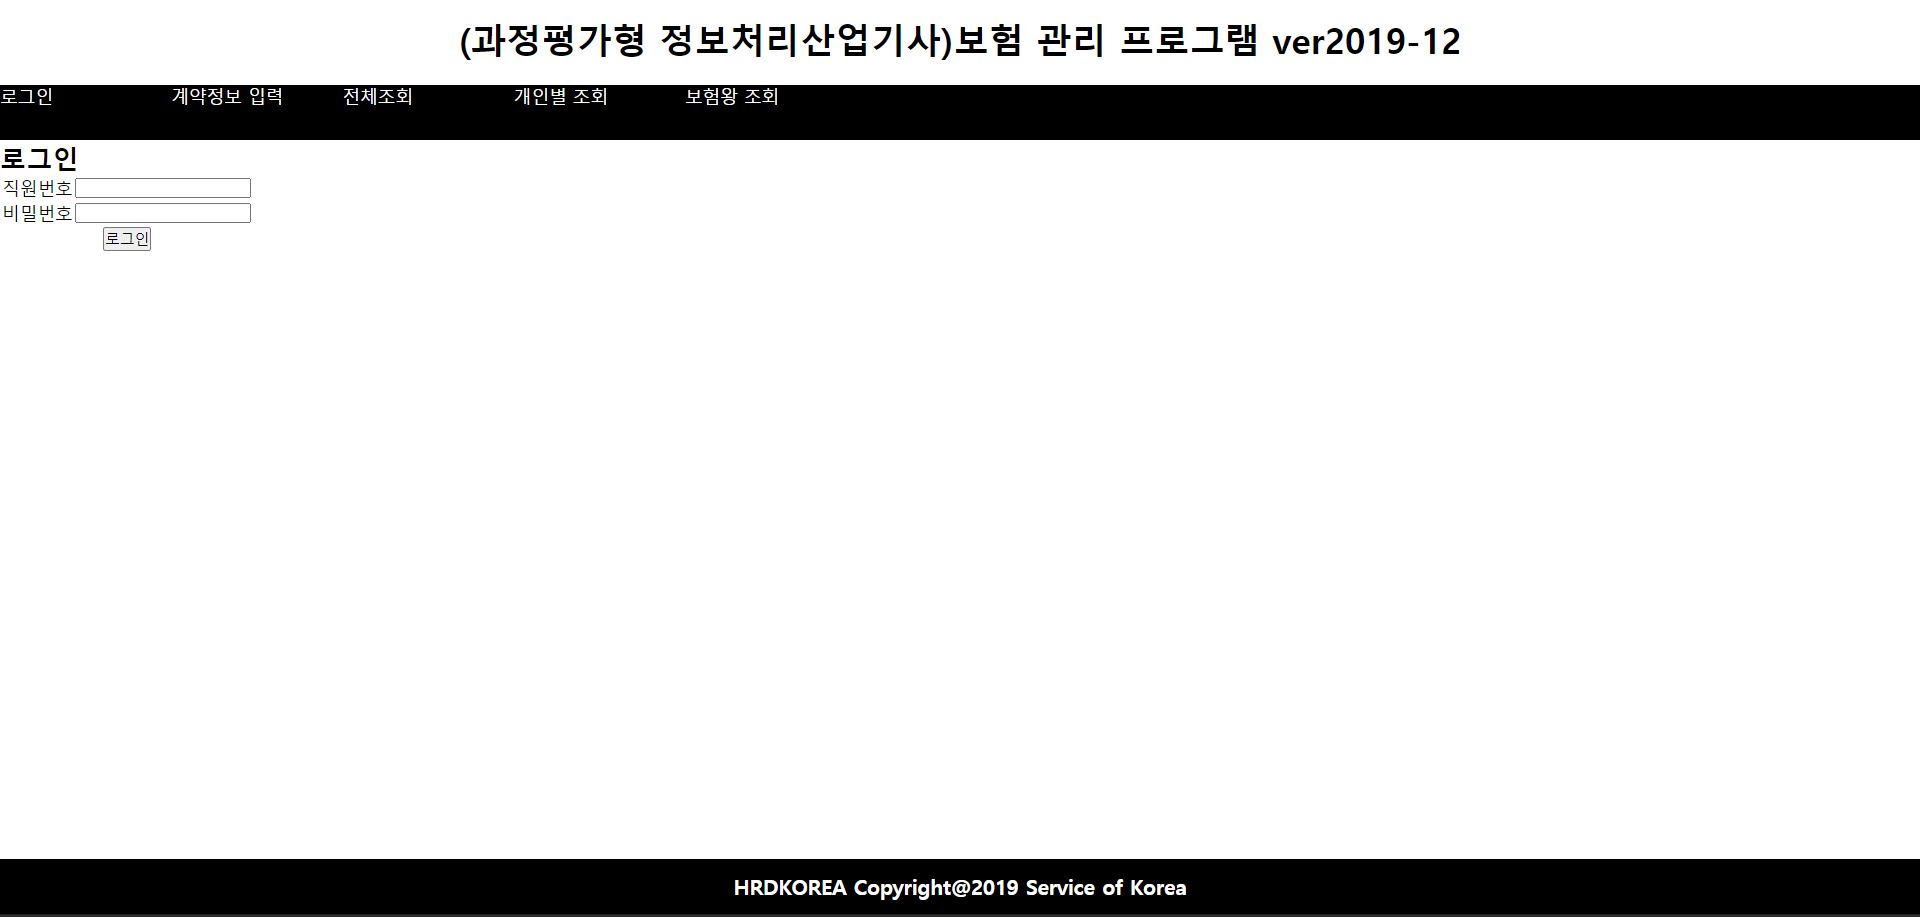 (과정평가형 정보처리산업기사)보험 관리 프로그램 ver2019-12
로그인 계약정보 입력 전체조회 개인별 조회 보험왕 조회
로그인
직원번호
비밀번호
로그인
HRDKOREA Copyright@2019 Service of Korea